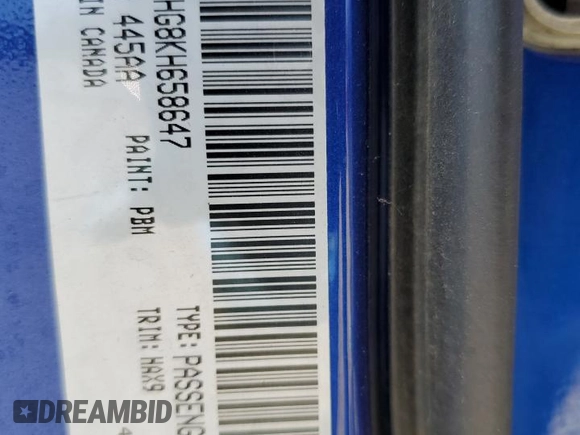 HG8KH658647
TYPE: PASSENG
445AA PAINT: PBM TRIM: HAX9
IN CANADA
DREAMBID